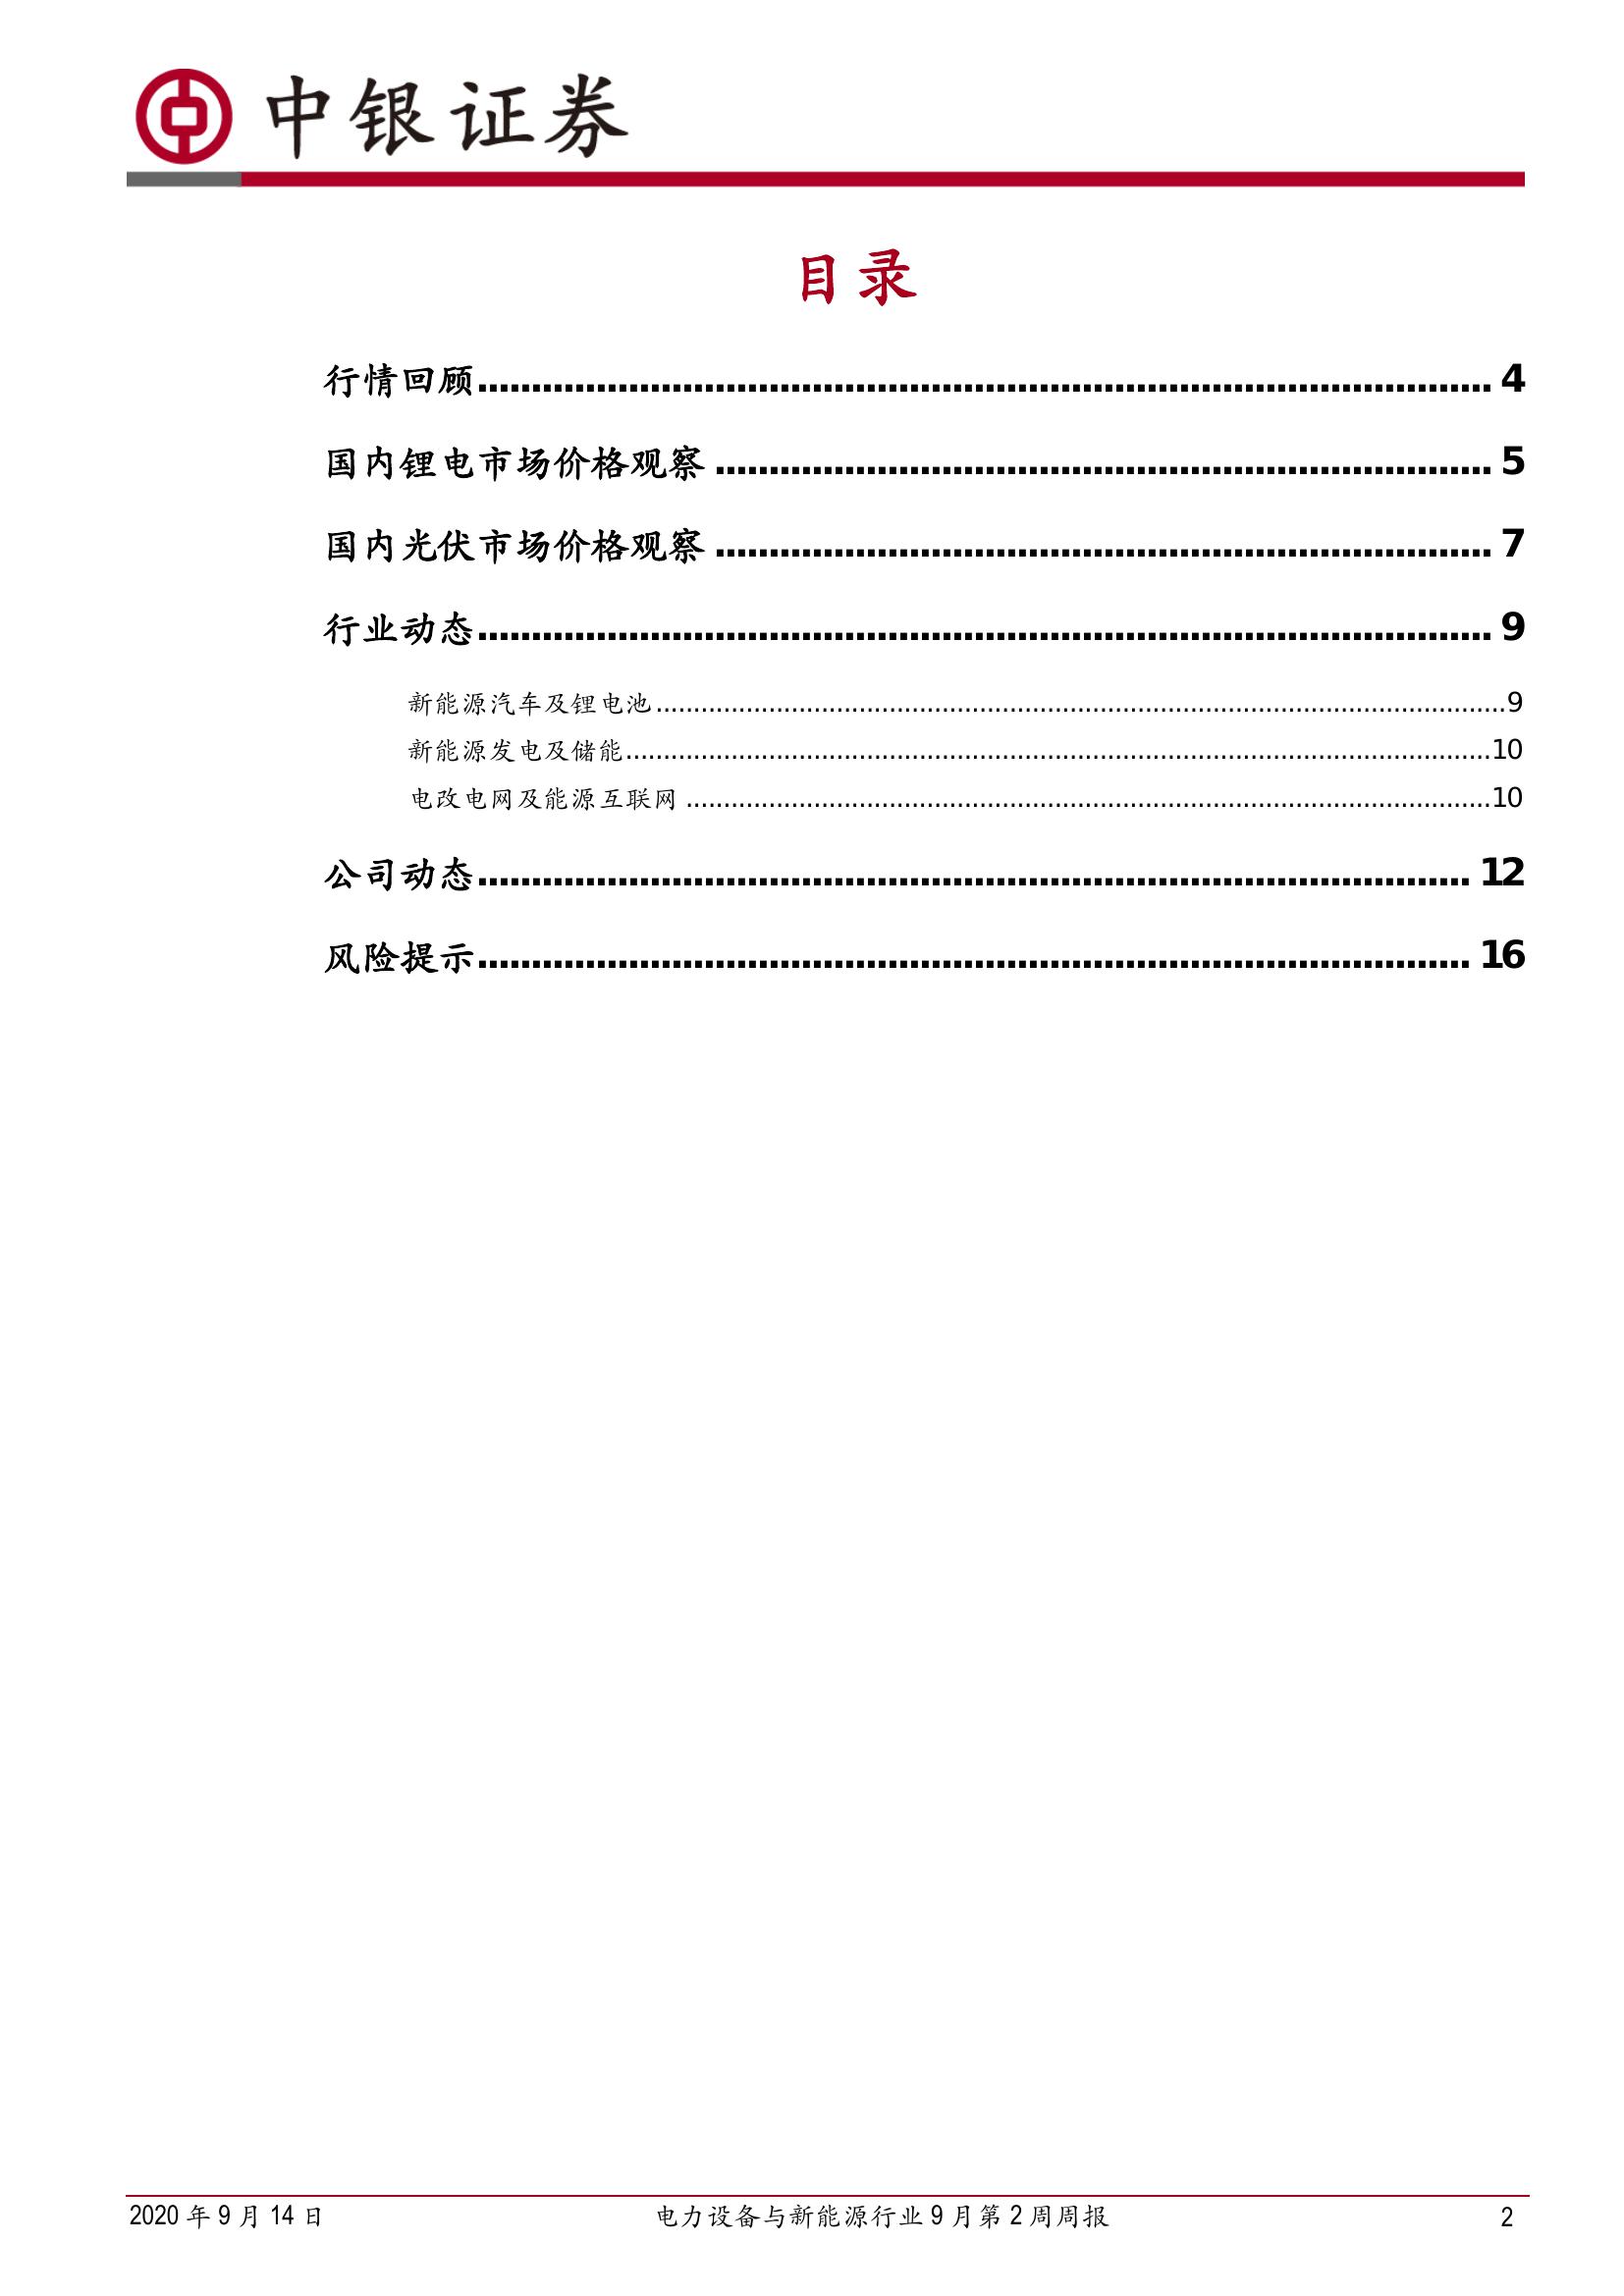 中银证券
目录
行情回顾........................................................................................ 4
国内锂电市场价格观察........................................................................ 5
国内光伏市场价格观察........................................................................ 7
行业动态........................................................................................ 9
新能源汽车及锂电池........................................................................9
新能源发电及储能........................................................................10
电改电网及能源互联网........................................................................10
公司动态........................................................................................ 12
风险提示........................................................................................ 16
2020 年 9 月 14 日 电力设备与新能源行业 9 月第 2 周周报 2